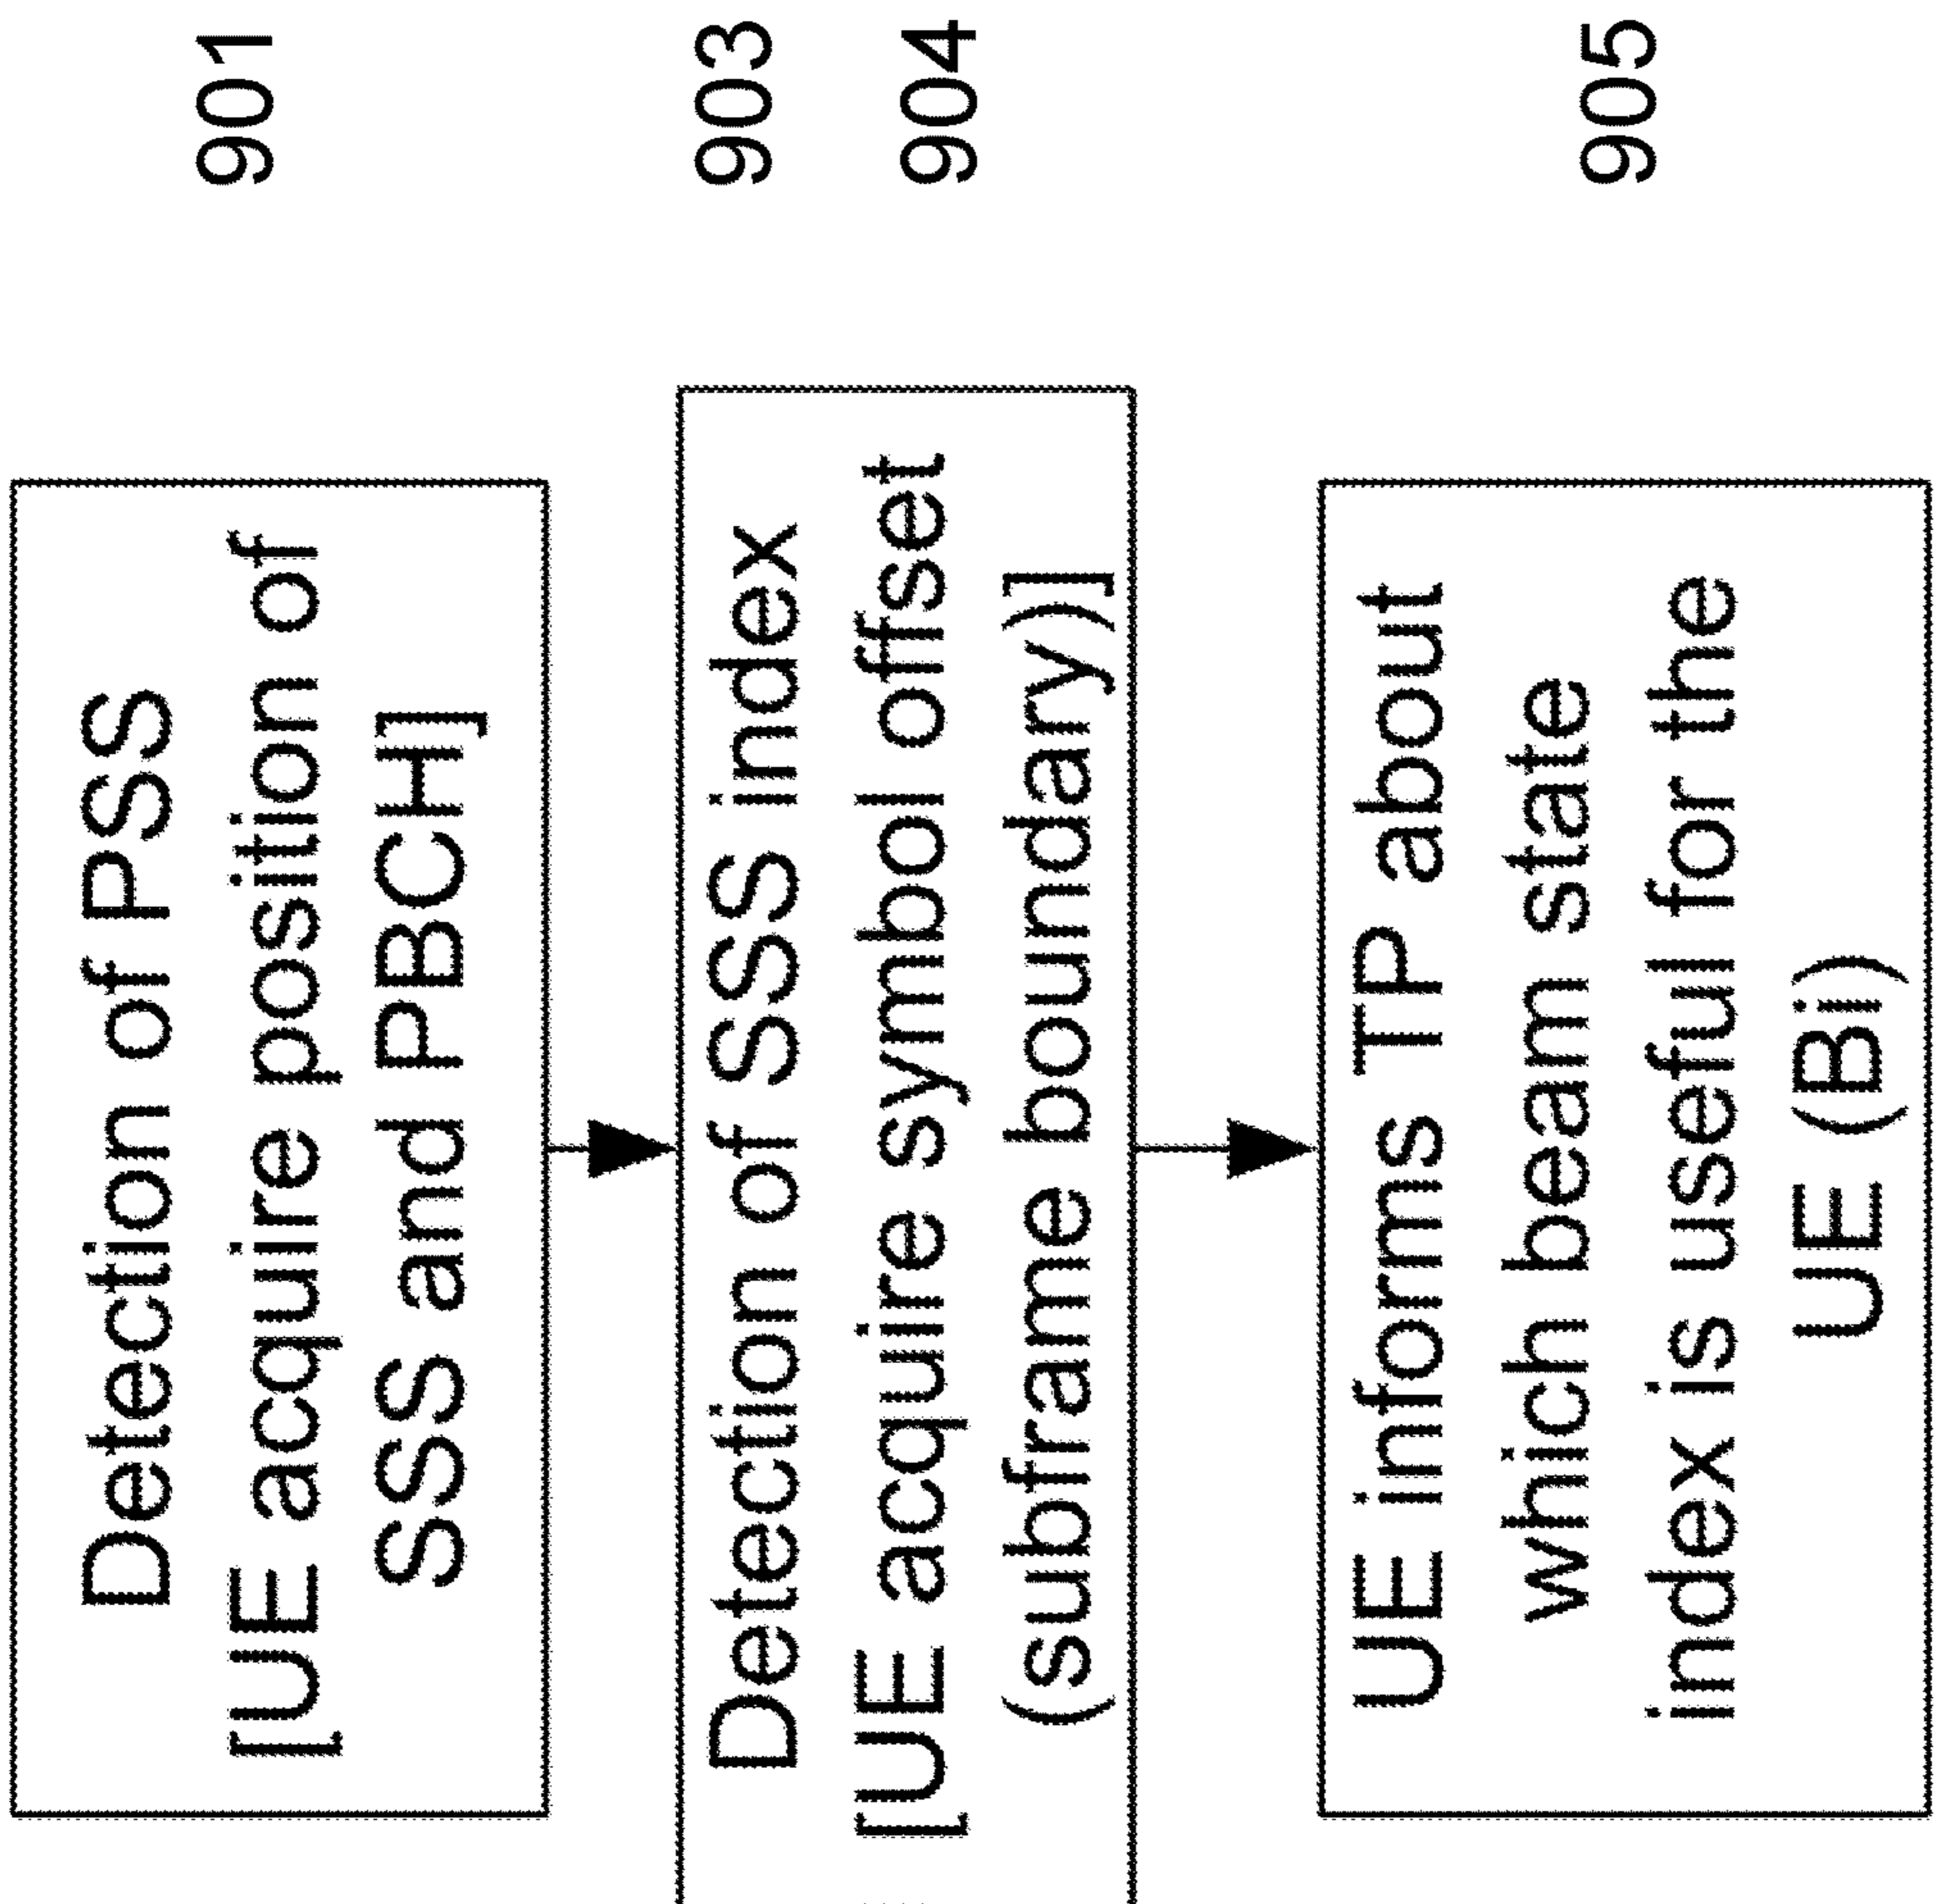 Detection of PSS
[UE acquire position of
SSS and PBCH]
901
Detection of SSS index
[UE acquire symbol offset
(subframe boundary)]
903
904
UE informs TP about
which beam state
index is useful for the
UE (Bi)
905